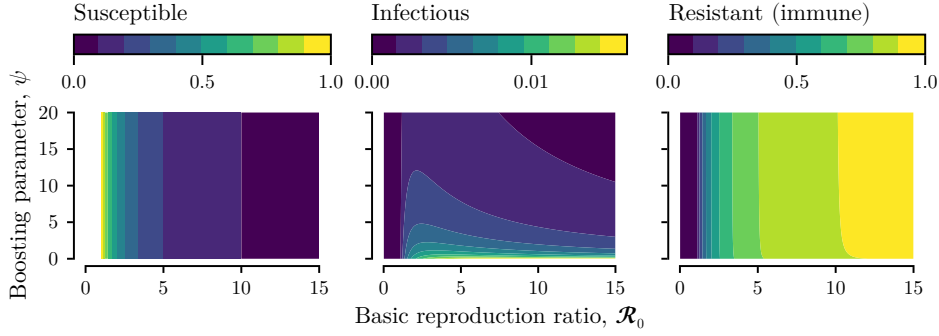 Susceptible
Infectious
Resistant (immune)
0.0 0.5 1.0
0.00 0.01
0.0 0.5 1.0
Boosting parameter, ψ
20
15
10
5
0
0 5 10 15
0 5 10 15
0 5 10 15
Basic reproduction ratio, 𝓡₀